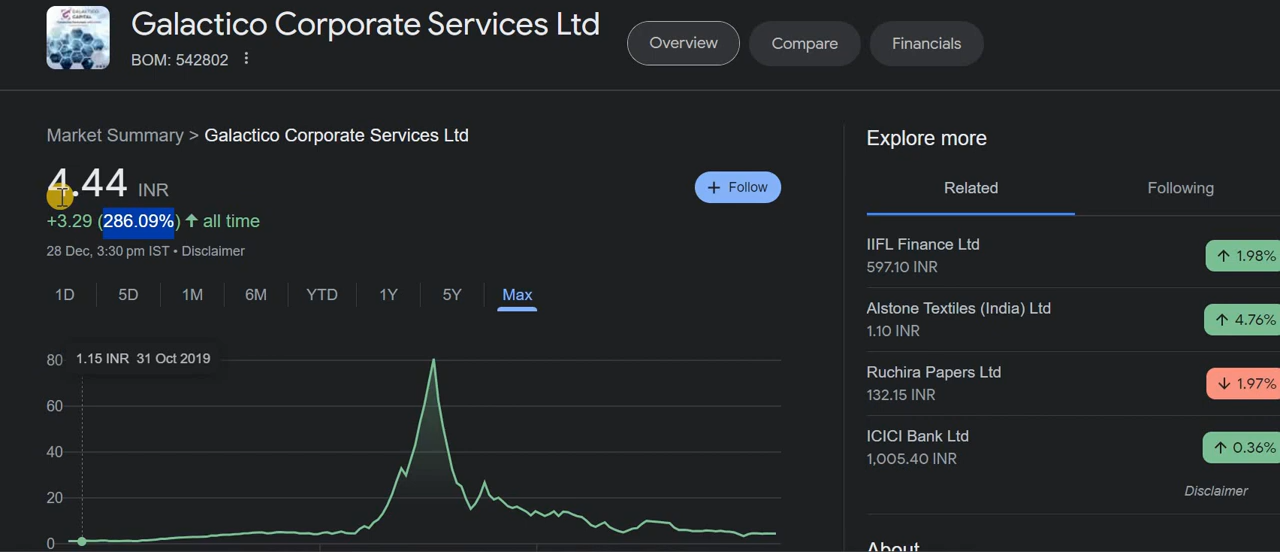 GALACTICO
CAPITAL
Galactico Corporate Services Ltd
BOM: 542802
Overview
Compare
Financials
Market Summary > Galactico Corporate Services Ltd
4.44 INR
+3.29 (286.09%) ↑ all time
28 Dec, 3:30 pm IST • Disclaimer
+ Follow
1D
5D
1M
6M
YTD
1Y
5Y
Max
1.15 INR 31 Oct 2019
80
60
40
20
0
Explore more
Related
Following
IIFL Finance Ltd
597.10 INR
↑ 1.98%
Alstone Textiles (India) Ltd
1.10 INR
↑ 4.76%
Ruchira Papers Ltd
132.15 INR
↓ 1.97%
ICICI Bank Ltd
1,005.40 INR
↑ 0.36%
Disclaimer
About